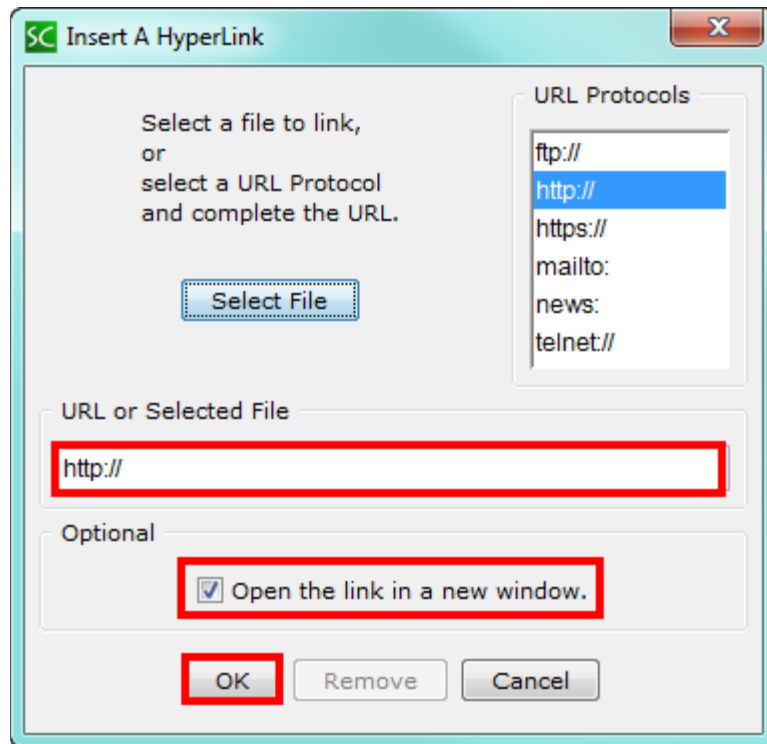 SC Insert A HyperLink
x
Select a file to link,
or
select a URL Protocol
and complete the URL.
Select File
URL Protocols
ftp://
http://
https://
mailto:
news:
telnet://
URL or Selected File
http://
Optional
Open the link in a new window.
OK Remove Cancel